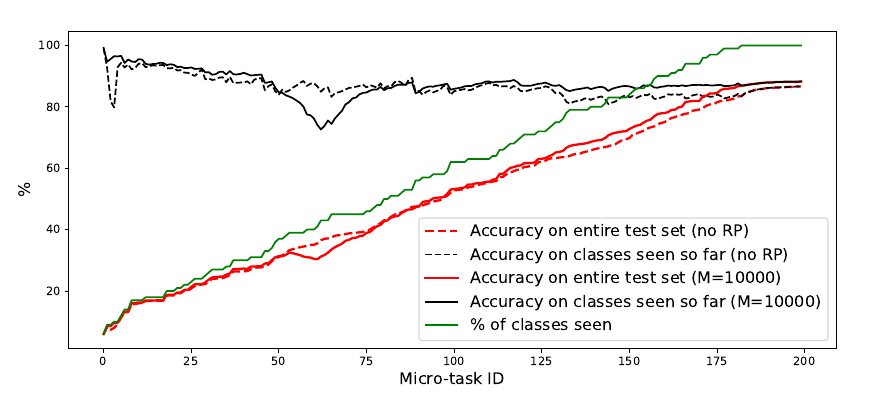 100
80
60
40
20
%
0
25
50
75
100
125
150
175
200
Micro-task ID
Accuracy on entire test set (no RP)
Accuracy on classes seen so far (no RP)
Accuracy on entire test set (M=10000)
Accuracy on classes seen so far (M=10000)
% of classes seen